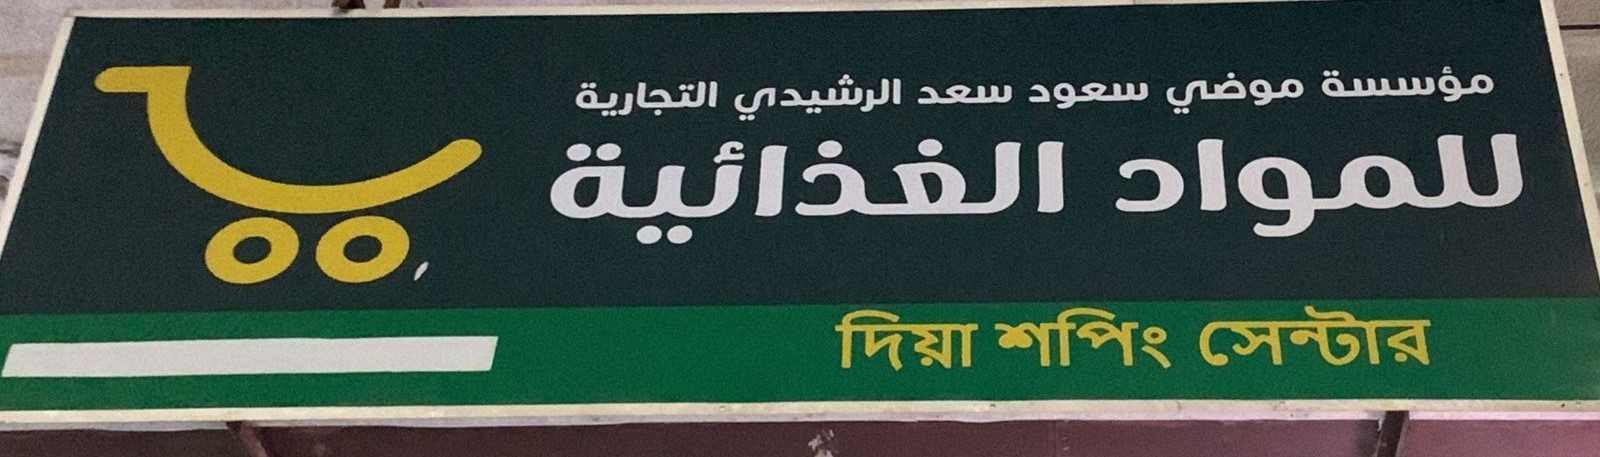 مؤسسة موضي سعود سعد الرشيدي التجارية
للمواد الغذائية
দিয়া শপিং সেন্টার